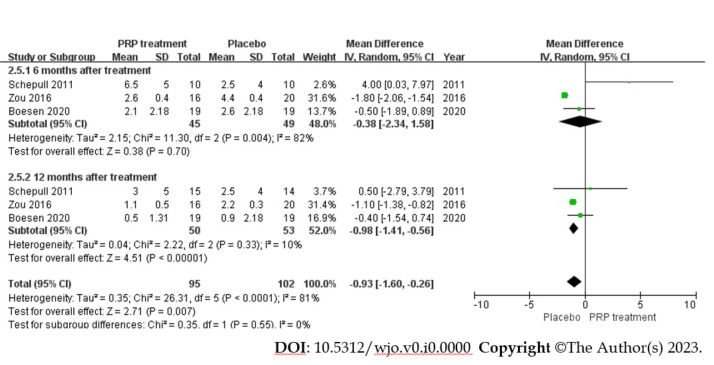 PRP treatment Placebo Mean Difference Mean Difference
Study or Subgroup Mean SD Total Mean SD Total Weight IV, Random, 95% CI Year IV, Random, 95% CI
2.5.1 6 months after treatment
Schepull 2011 6.5 5 10 2.5 4 10 2.6% 4.00 [0.03, 7.97] 2011
Zou 2016 2.6 0.4 16 4.4 0.4 20 31.6% -1.80 [-2.06, -1.54] 2016
Boesen 2020 2.1 2.18 19 2.6 2.18 19 13.7% -0.50 [-1.89, 0.89] 2020
Subtotal (95% CI) 45 49 48.0% -0.38 [-2.34, 1.58]
Heterogeneity: Tau² = 2.15; Chi² = 11.30, df = 2 (P = 0.004); I² = 82%
Test for overall effect: Z = 0.38 (P = 0.70)
2.5.2 12 months after treatment
Schepull 2011 3 5 15 2.5 4 14 3.7% 0.50 [-2.79, 3.79] 2011
Zou 2016 1.1 0.5 16 2.2 0.3 20 31.4% -1.10 [-1.38, -0.82] 2016
Boesen 2020 0.5 1.31 19 0.9 2.18 19 16.9% -0.40 [-1.54, 0.74] 2020
Subtotal (95% CI) 50 53 52.0% -0.98 [-1.41, -0.56]
Heterogeneity: Tau² = 0.04; Chi² = 2.22, df = 2 (P = 0.33); I² = 10%
Test for overall effect: Z = 4.51 (P < 0.00001)
Total (95% CI) 95 102 100.0% -0.93 [-1.60, -0.26]
Heterogeneity: Tau² = 0.35; Chi² = 26.31, df = 5 (P < 0.0001); I² = 81%
Test for overall effect: Z = 2.71 (P = 0.007)
Test for subgroup differences: Chi² = 0.35, df = 1 (P = 0.55), I² = 0%
-10 -5 0 5 10
Placebo PRP treatment
DOI: 10.5312/wjo.v0.i0.0000 Copyright ©The Author(s) 2023.